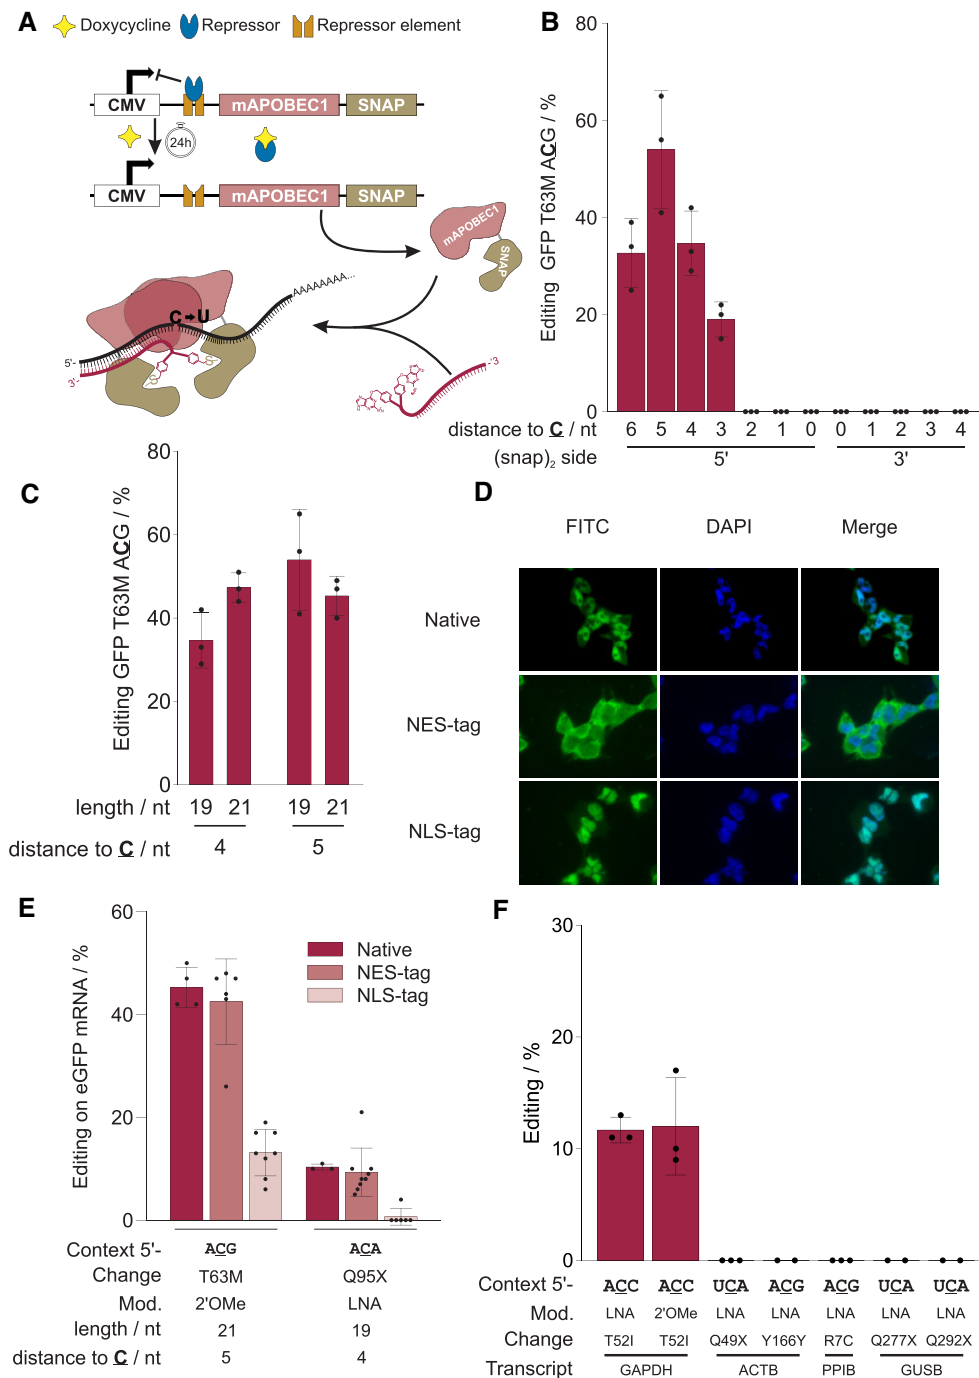 A
Doxycycline Repressor Repressor element
CMV mAPOBEC1 SNAP
24h
CMV mAPOBEC1 SNAP
mAPOBEC1
SNAP
AAAAAAAA...
C U
5'-
3'-
-3'
B
Editing GFP T63M ACG / %
80
60
40
20
0
6 5 4 3 2 1 0 0 1 2 3 4
distance to C / nt
(snap)2 side 5' 3'
C
Editing GFP T63M ACG / %
80
60
40
20
0
length / nt 19 21 19 21
distance to C / nt 4 5
D
FITC DAPI Merge
Native
NES-tag
NLS-tag
E
Editing on eGFP mRNA / %
60
40
20
0
Native
NES-tag
NLS-tag
Context 5'- ACG ACA
Change T63M Q95X
Mod. 2'OMe LNA
length / nt 21 19
distance to C / nt 5 4
F
Editing / %
30
20
10
0
Context 5'- ACC ACC UCA ACG ACG UCA UCA
Mod. LNA 2'OMe LNA LNA LNA LNA LNA
Change T52I T52I Q49X Y166Y R7C Q277X Q292X
Transcript GAPDH ACTB PPIB GUSB